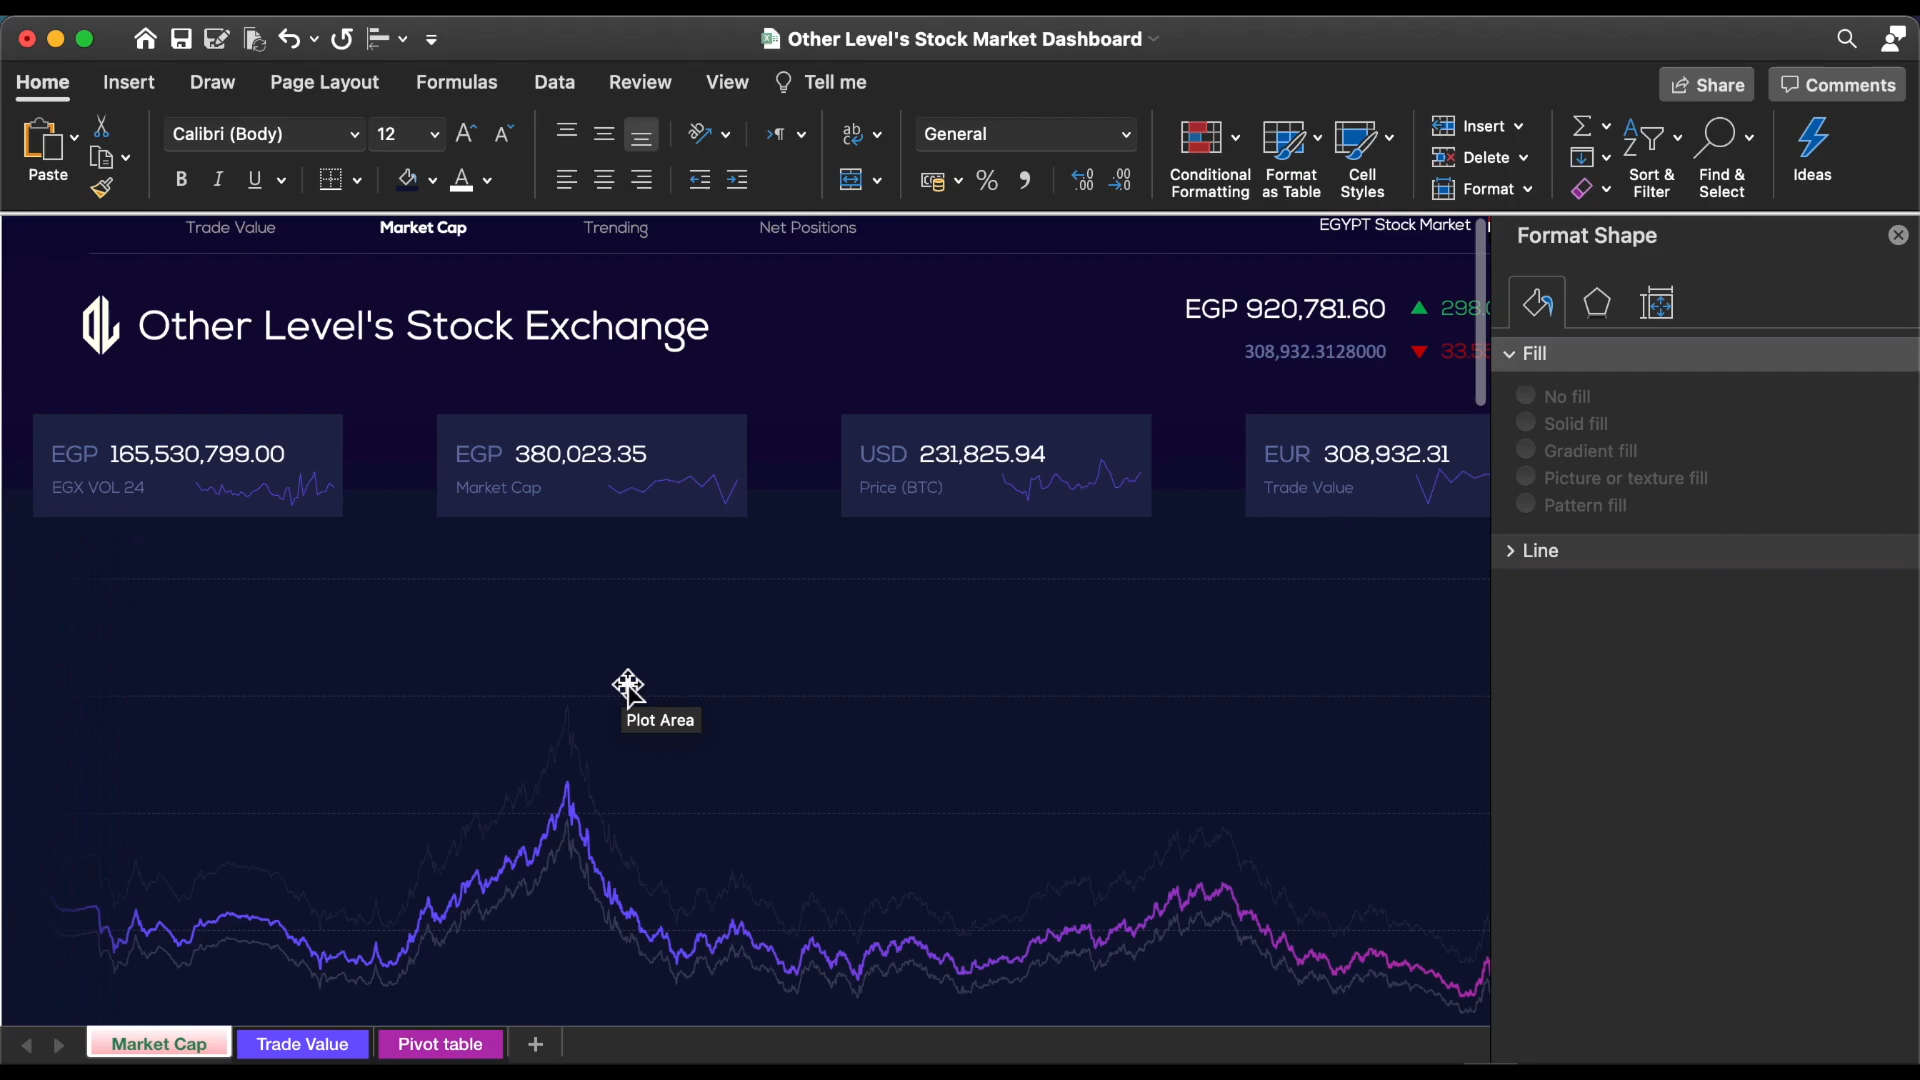 Other Level's Stock Market Dashboard
Home Insert Draw Page Layout Formulas Data Review View Tell me
Share Comments
Paste
Calibri (Body) 12
B I U A
General
Conditional Formatting
Format as Table
Cell Styles
Insert
Delete
Format
Sort & Filter
Find & Select
Ideas
Trade Value Market Cap Trending Net Positions EGYPT Stock Market
Other Level's Stock Exchange
EGP 920,781.60
308,932.3128000
EGP 165,530,799.00
EGX VOL 24
EGP 380,023.35
Market Cap
USD 231,825.94
Price (BTC)
EUR 308,932.31
Trade Value
Plot Area
Format Shape
Fill
No fill
Solid fill
Gradient fill
Picture or texture fill
Pattern fill
Line
Market Cap Trade Value Pivot table